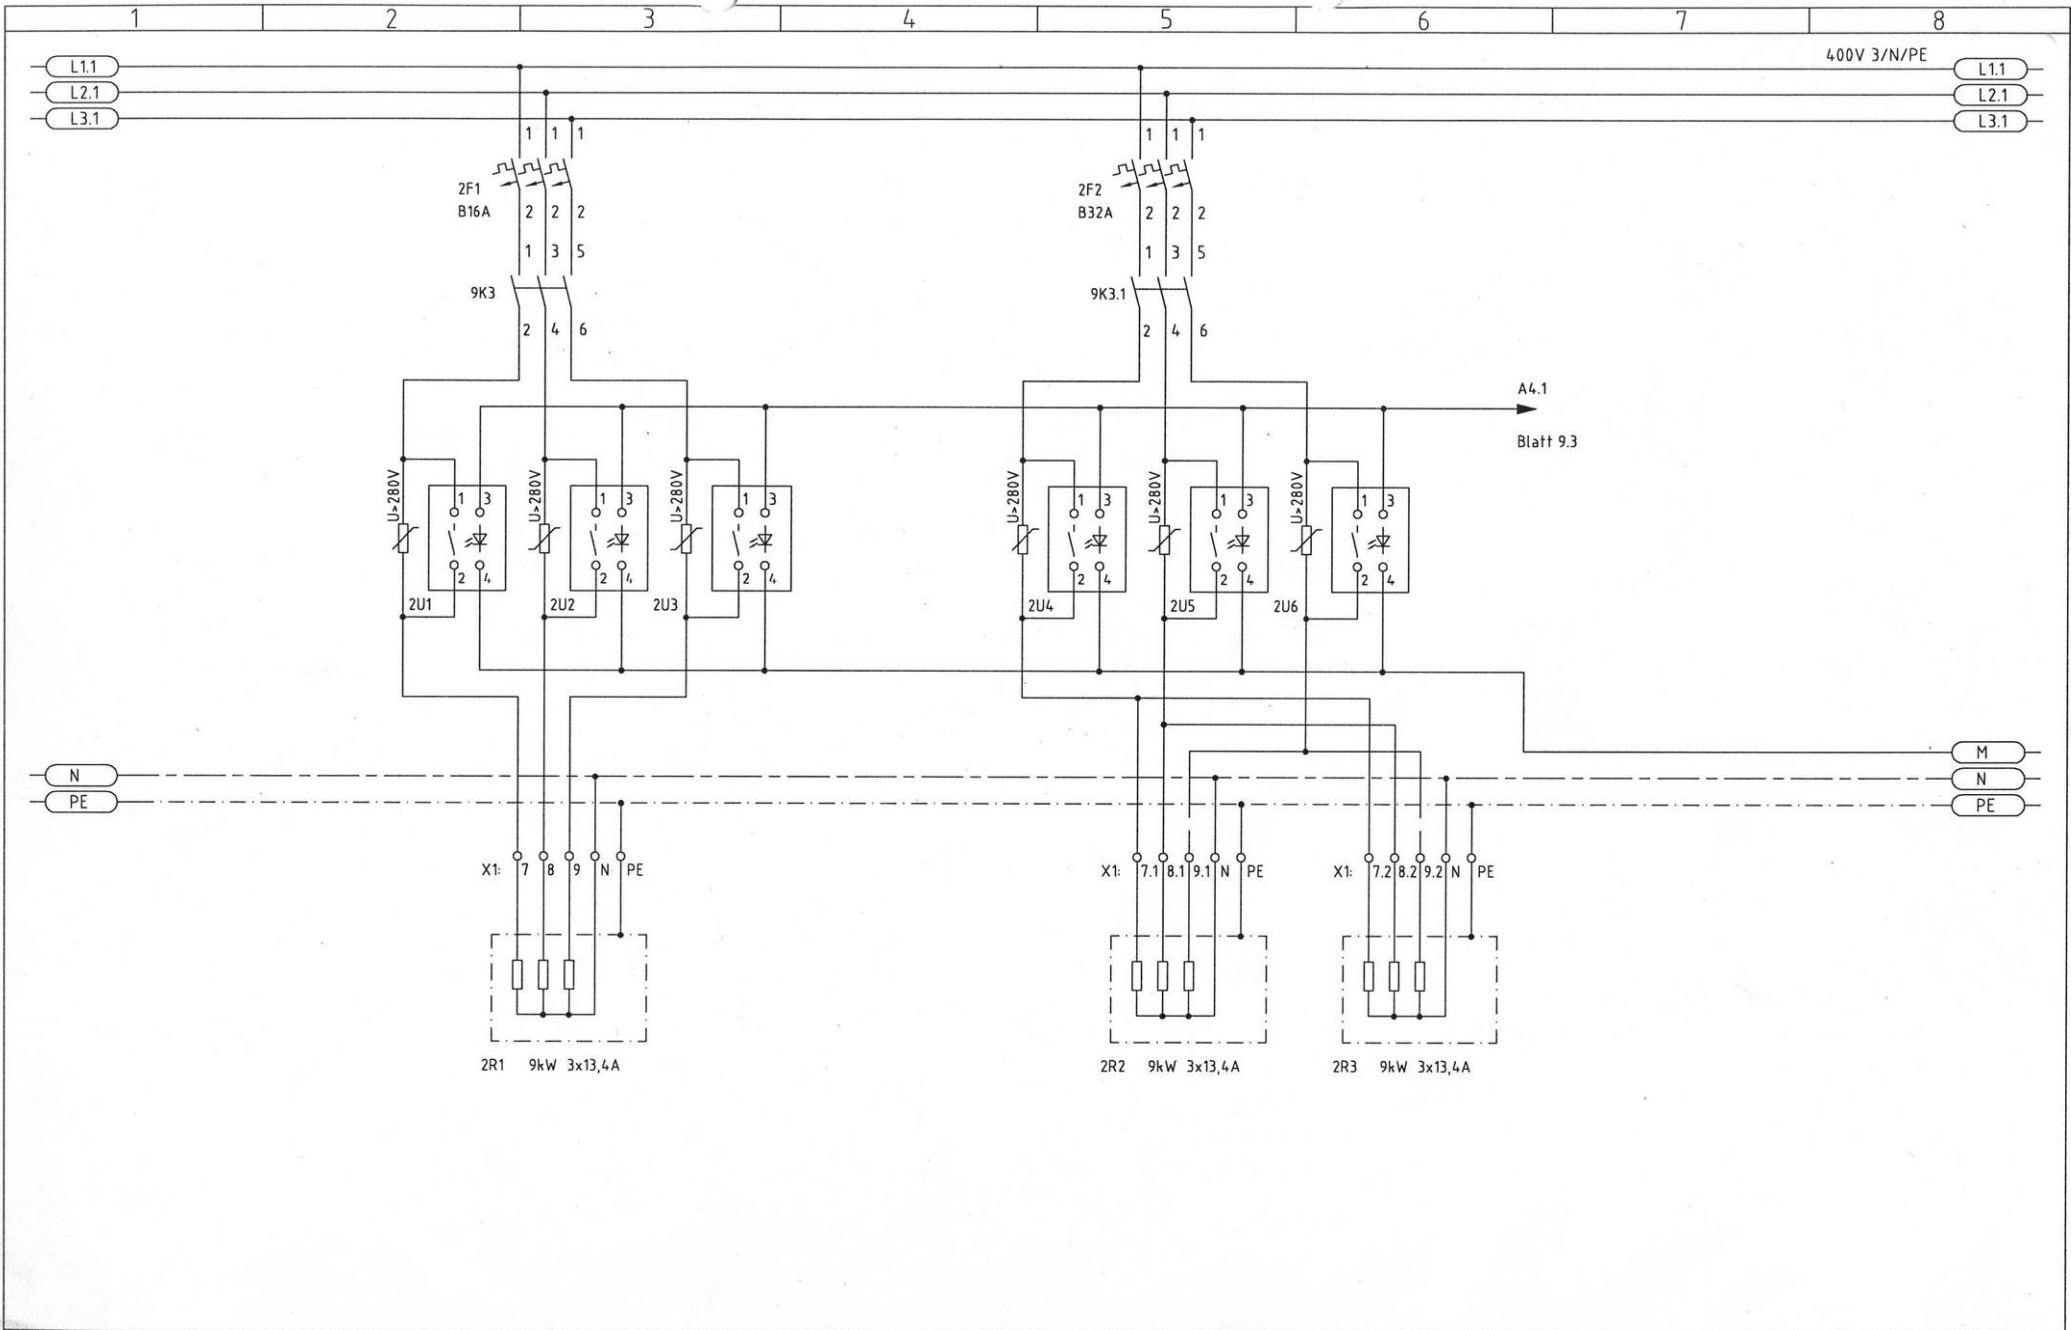 1 2 3 4 5 6 7 8
400V 3/N/PE
L1.1 L1.1
L2.1 L2.1
L3.1 L3.1
1 1 1 1 1 1
2F1 2F2
B16A 2 2 2 B32A 2 2 2
1 3 5 1 3 5
9K3 9K3.1
2 4 6 2 4 6
A4.1
Blatt 9.3
U>280V U>280V U>280V U>280V U>280V U>280V
1 3 1 3 1 3 1 3 1 3 1 3
2 4 2 4 2 4 2 4 2 4 2 4
2U1 2U2 2U3 2U4 2U5 2U6
M
N N
PE PE
X1: 7 8 9 N PE X1: 7.1 8.1 9.1 N PE X1: 7.2 8.2 9.2 N PE
2R1 9kW 3x13,4A 2R2 9kW 3x13,4A 2R3 9kW 3x13,4A